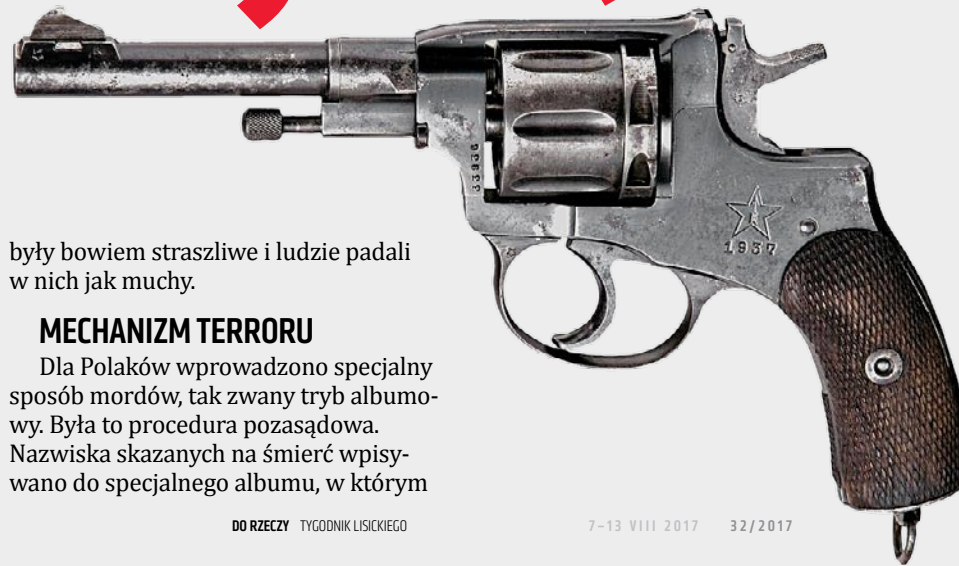 33936
1937
były bowiem straszliwe i ludzie padali
w nich jak muchy.
MECHANIZM TERRORU
Dla Polaków wprowadzono specjalny
sposób mordów, tak zwany tryb albumo-
wy. Była to procedura pozasądowa.
Nazwiska skazanych na śmierć wpisy-
wano do specjalnego albumu, w którym
DO RZECZY TYGODNIK LISICKIEGO 7–13 VIII 2017 32/2017